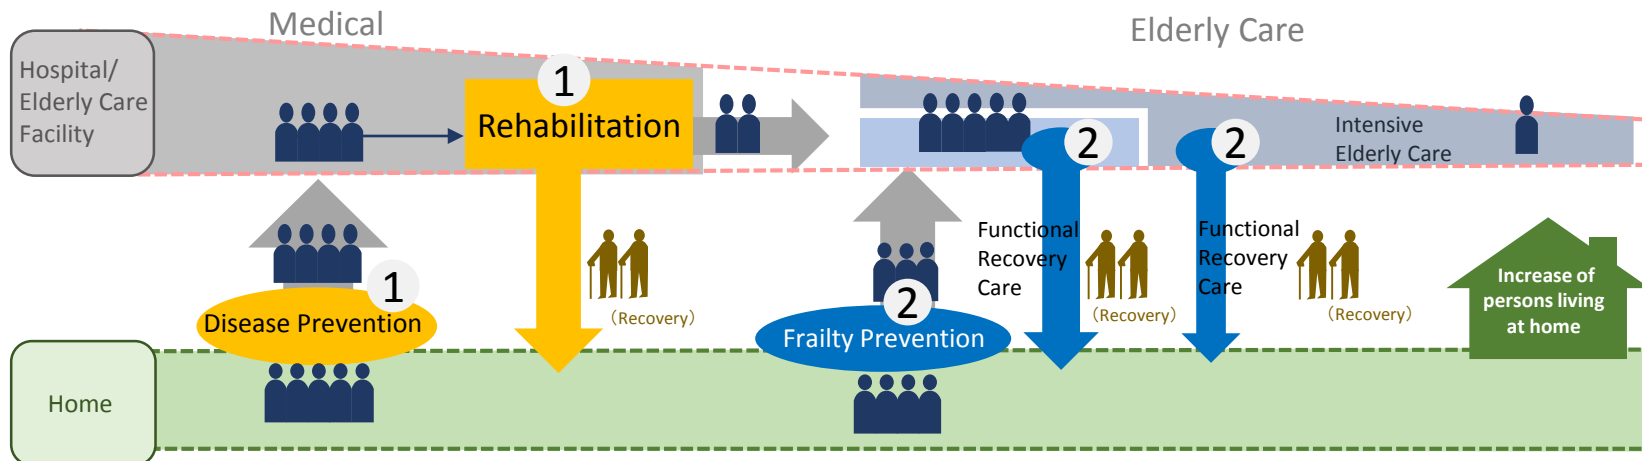 Medical
Elderly Care
Hospital/
Elderly Care
Facility
1
Rehabilitation
2
2
Intensive
Elderly Care
Functional
Recovery
Care
Functional
Recovery
Care
1
Disease Prevention
（Recovery）
2
Frailty Prevention
（Recovery）
（Recovery）
Increase of
persons living
at home
Home